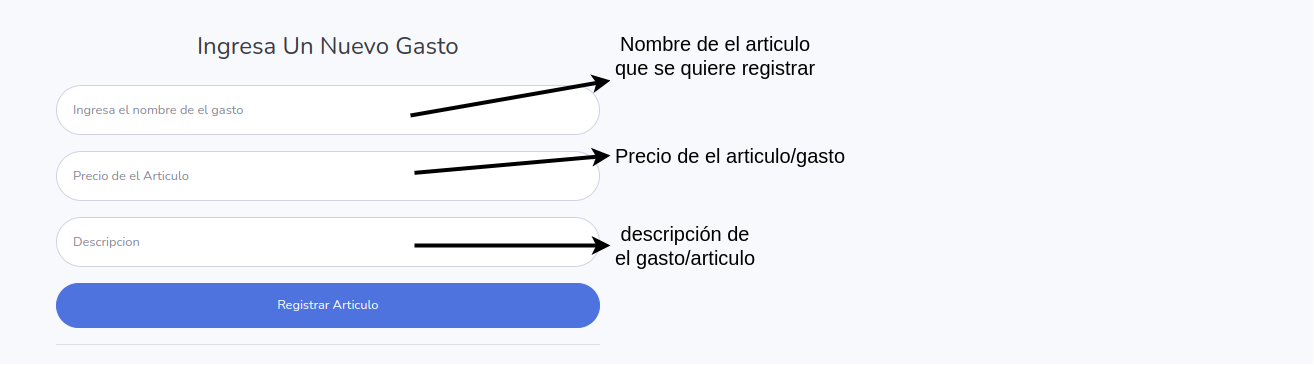 Ingresa Un Nuevo Gasto
Nombre de el articulo
que se quiere registrar
Ingresa el nombre de el gasto
Precio de el articulo/gasto
Precio de el Articulo
descripción de
el gasto/articulo
Descripcion
Registrar Articulo